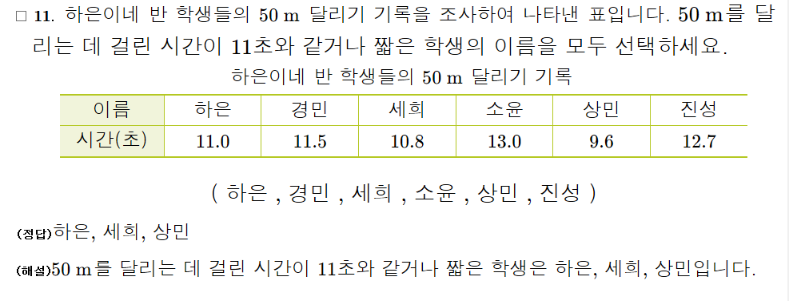 □ 11. 하은이네 반 학생들의 50 m 달리기 기록을 조사하여 나타낸 표입니다. 50 m를 달
리는 데 걸린 시간이 11초와 같거나 짧은 학생의 이름을 모두 선택하세요.
하은이네 반 학생들의 50 m 달리기 기록
이름 하은 경민 세희 소윤 상민 진성
시간(초) 11.0 11.5 10.8 13.0 9.6 12.7
( 하은 , 경민 , 세희 , 소윤 , 상민 , 진성 )
(정답)하은, 세희, 상민
(해설)50 m를 달리는 데 걸린 시간이 11초와 같거나 짧은 학생은 하은, 세희, 상민입니다.